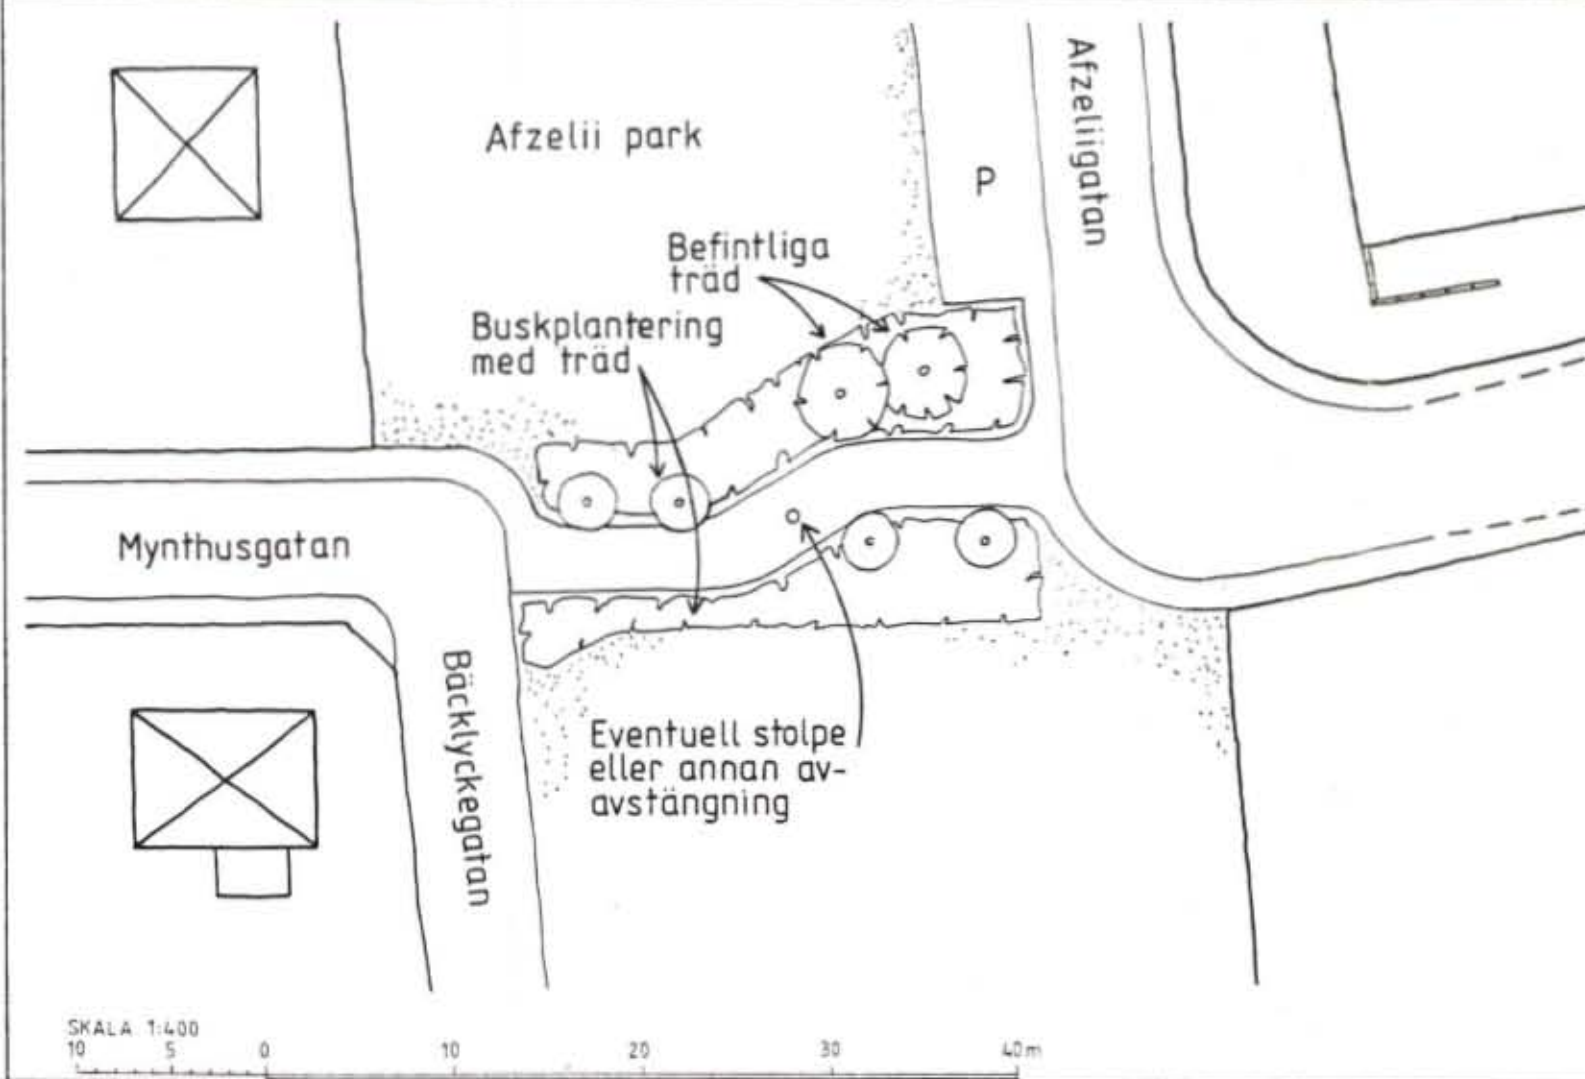 Afzelii park
P
Afzeliigatan
Befintliga
träd
Buskplantering
med träd
Mynthusgatan
Bäcklyckegatan
Eventuell stolpe
eller annan av-
avstängning
SKALA 1:400
10 5 0 10 20 30 40m